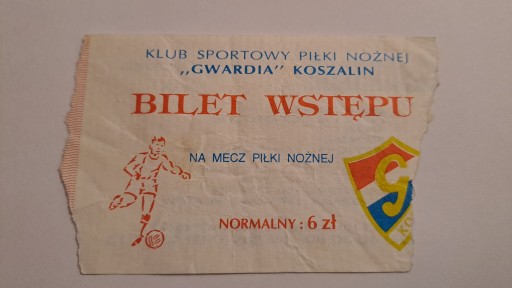 KLUB SPORTOWY PIŁKI NOŻNEJ
,,GWARDIA" KOSZALIN
BILET WSTĘPU
NA MECZ PIŁKI NOŻNEJ
NORMALNY : 6 zł